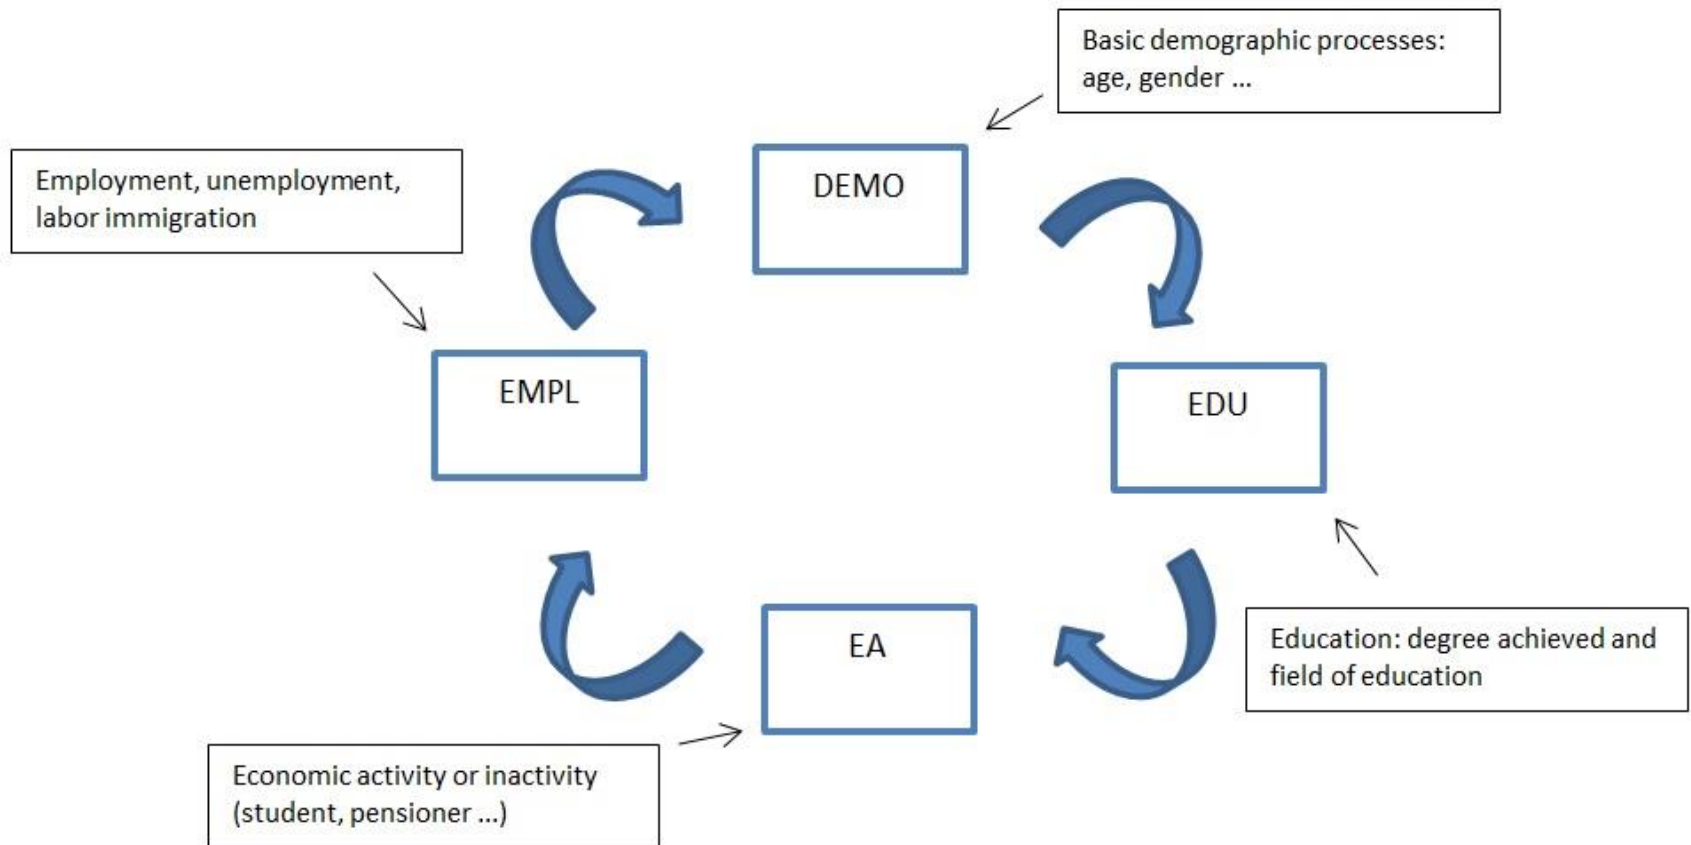 Basic demographic processes:
age, gender ...
DEMO
Employment, unemployment,
labor immigration
EMPL
EDU
EA
Education: degree achieved and
field of education
Economic activity or inactivity
(student, pensioner ...)